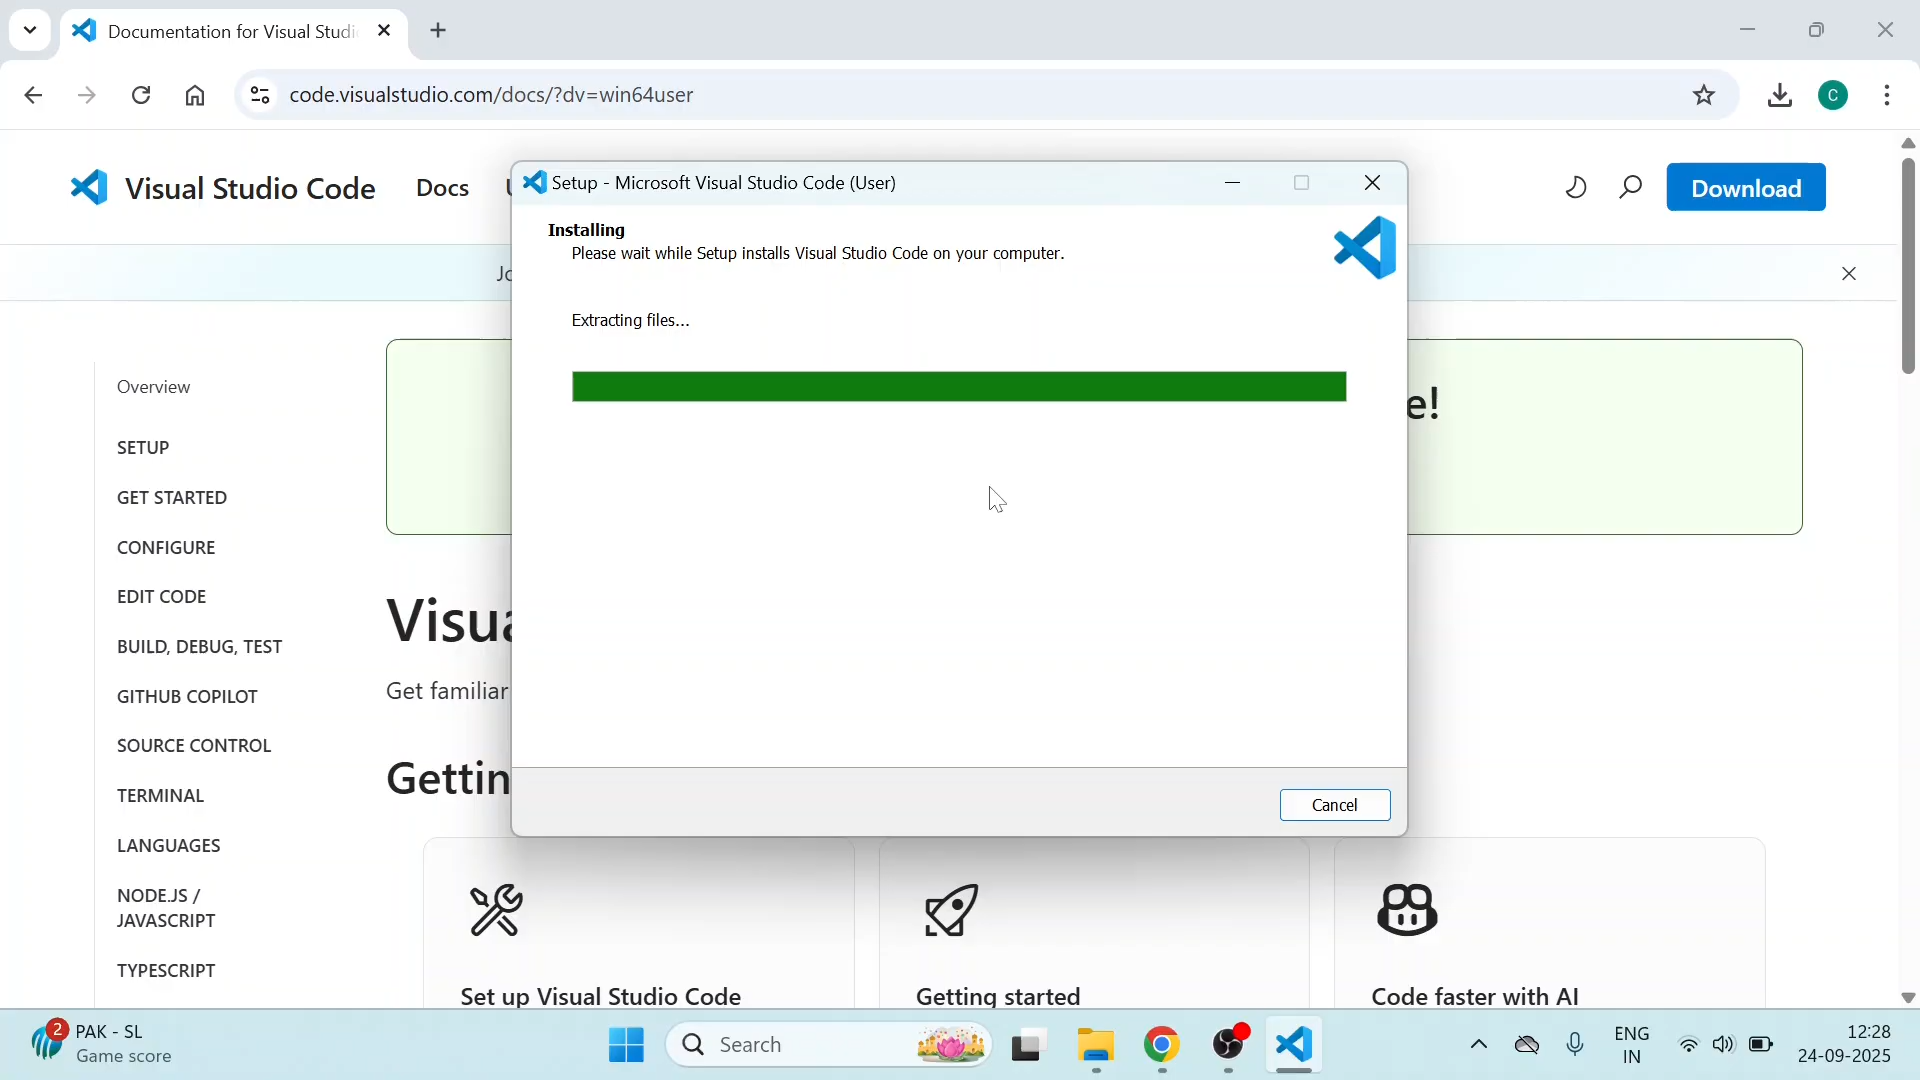 Documentation for Visual Studi
code.visualstudio.com/docs/?dv=win64user
C
Visual Studio Code
Docs
Download
Setup - Microsoft Visual Studio Code (User)
Installing
Please wait while Setup installs Visual Studio Code on your computer.
Extracting files...
Cancel
Jo
e!
Overview
SETUP
GET STARTED
CONFIGURE
EDIT CODE
BUILD, DEBUG, TEST
GITHUB COPILOT
SOURCE CONTROL
TERMINAL
LANGUAGES
NODE.JS /
JAVASCRIPT
TYPESCRIPT
Visua
Get familiar
Gettin
Set up Visual Studio Code
Getting started
Code faster with AI
2
PAK - SL
Game score
Search
ENG
IN
12:28
24-09-2025